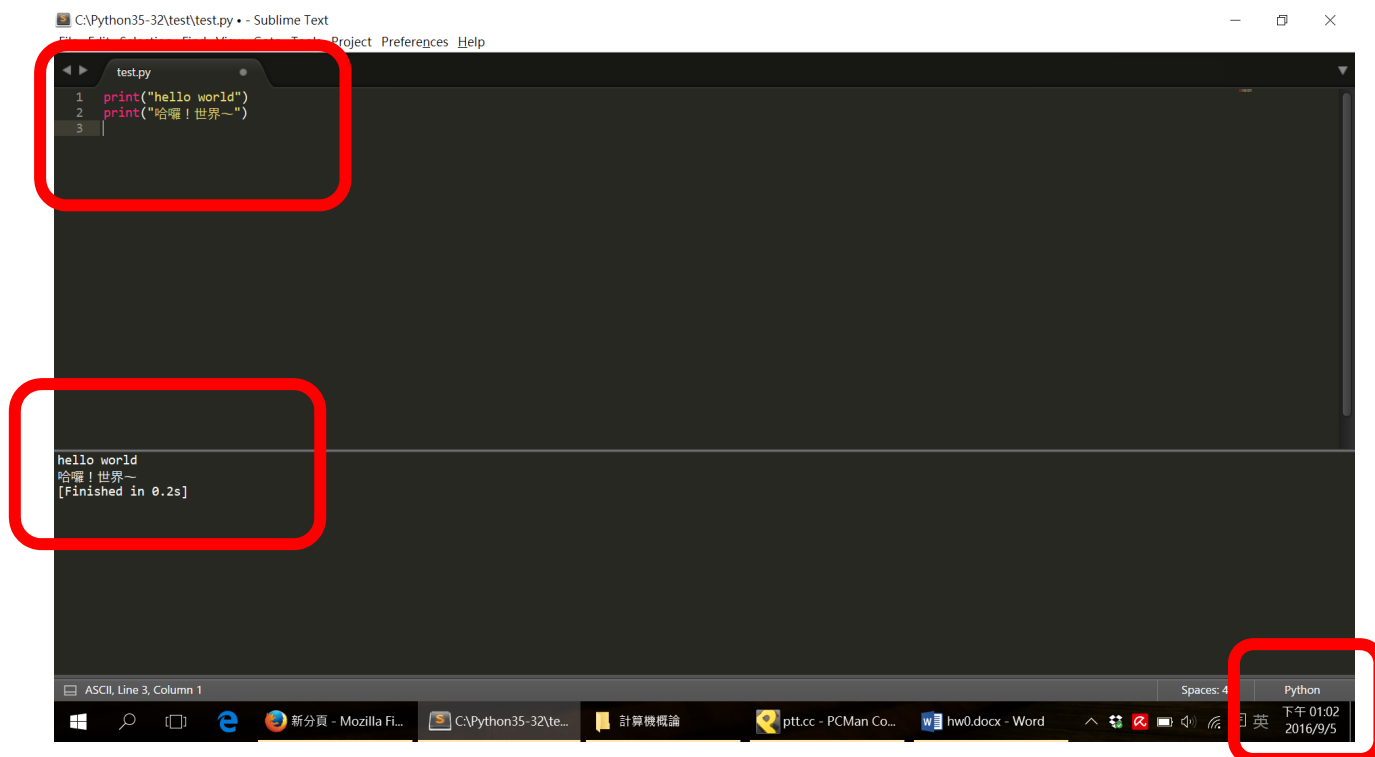 C:\Python35-32\test\test.py • - Sublime Text
Project Preferences Help
test.py
1 print("hello world")
2 print("哈囉！世界～")
3
hello world
哈囉！世界～
[Finished in 0.2s]
ASCII, Line 3, Column 1 Spaces: 4 Python
新分頁 - Mozilla Fi... C:\Python35-32\te... 計算機概論 ptt.cc - PCMan Co... hw0.docx - Word 英 下午 01:02
2016/9/5